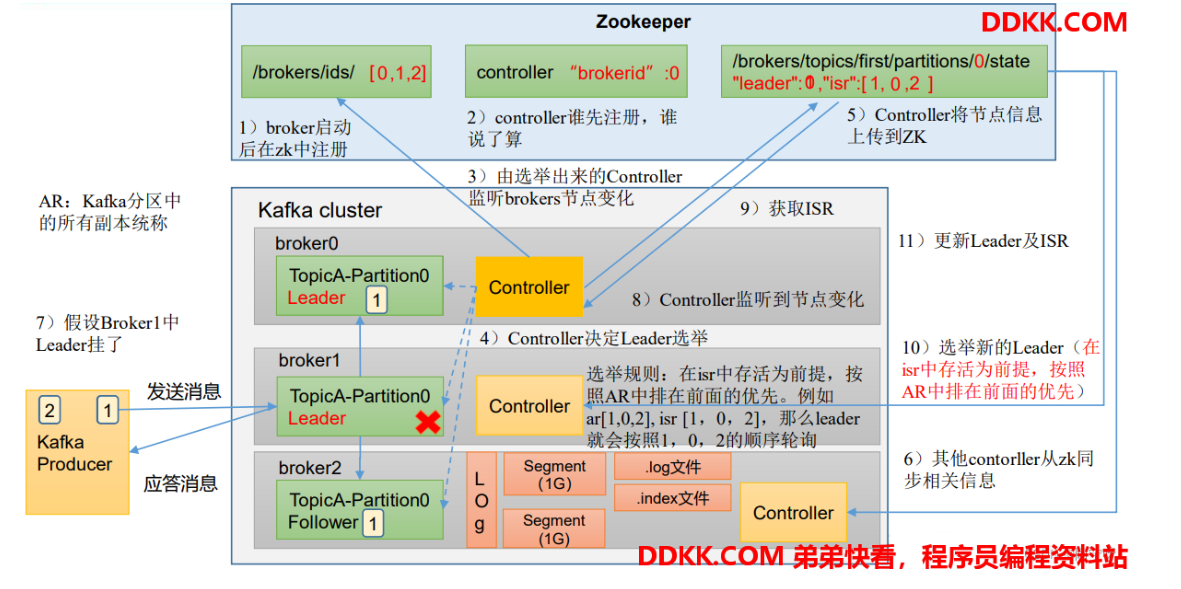 Zookeeper
DDKK.COM
/brokers/ids/ [0,1,2]
controller “brokerid”:0
/brokers/topics/first/partitions/0/state
"leader": ,"isr":[ 1, 0 ,2 ]
1）broker启动
后在zk中注册
2）controller谁先注册，谁
说了算
5）Controller将节点信息
上传到ZK
3）由选举出来的Controller
监听brokers节点变化
AR：Kafka分区中
的所有副本统称
Kafka cluster
9）获取ISR
11）更新Leader及ISR
broker0
TopicA-Partition0
Leader
1
Controller
8）Controller监听到节点变化
7）假设Broker1中
Leader挂了
4）Controller决定Leader选举
10）选举新的Leader（在
isr中存活为前提，按照
AR中排在前面的优先）
broker1
TopicA-Partition0
Leader
Controller
选举规则：在isr中存活为前提，按
照AR中排在前面的优先。例如
ar[1,0,2], isr [1，0，2]，那么leader
就会按照1，0，2的顺序轮询
发送消息
2 1
Kafka
Producer
应答消息
broker2
TopicA-Partition0
Follower
1
LOg
Segment
(1G)
Segment
(1G)
.log文件
.index文件
Controller
6）其他contorller从zk同
步相关信息
DDKK.COM 弟弟快看，程序员编程资料站